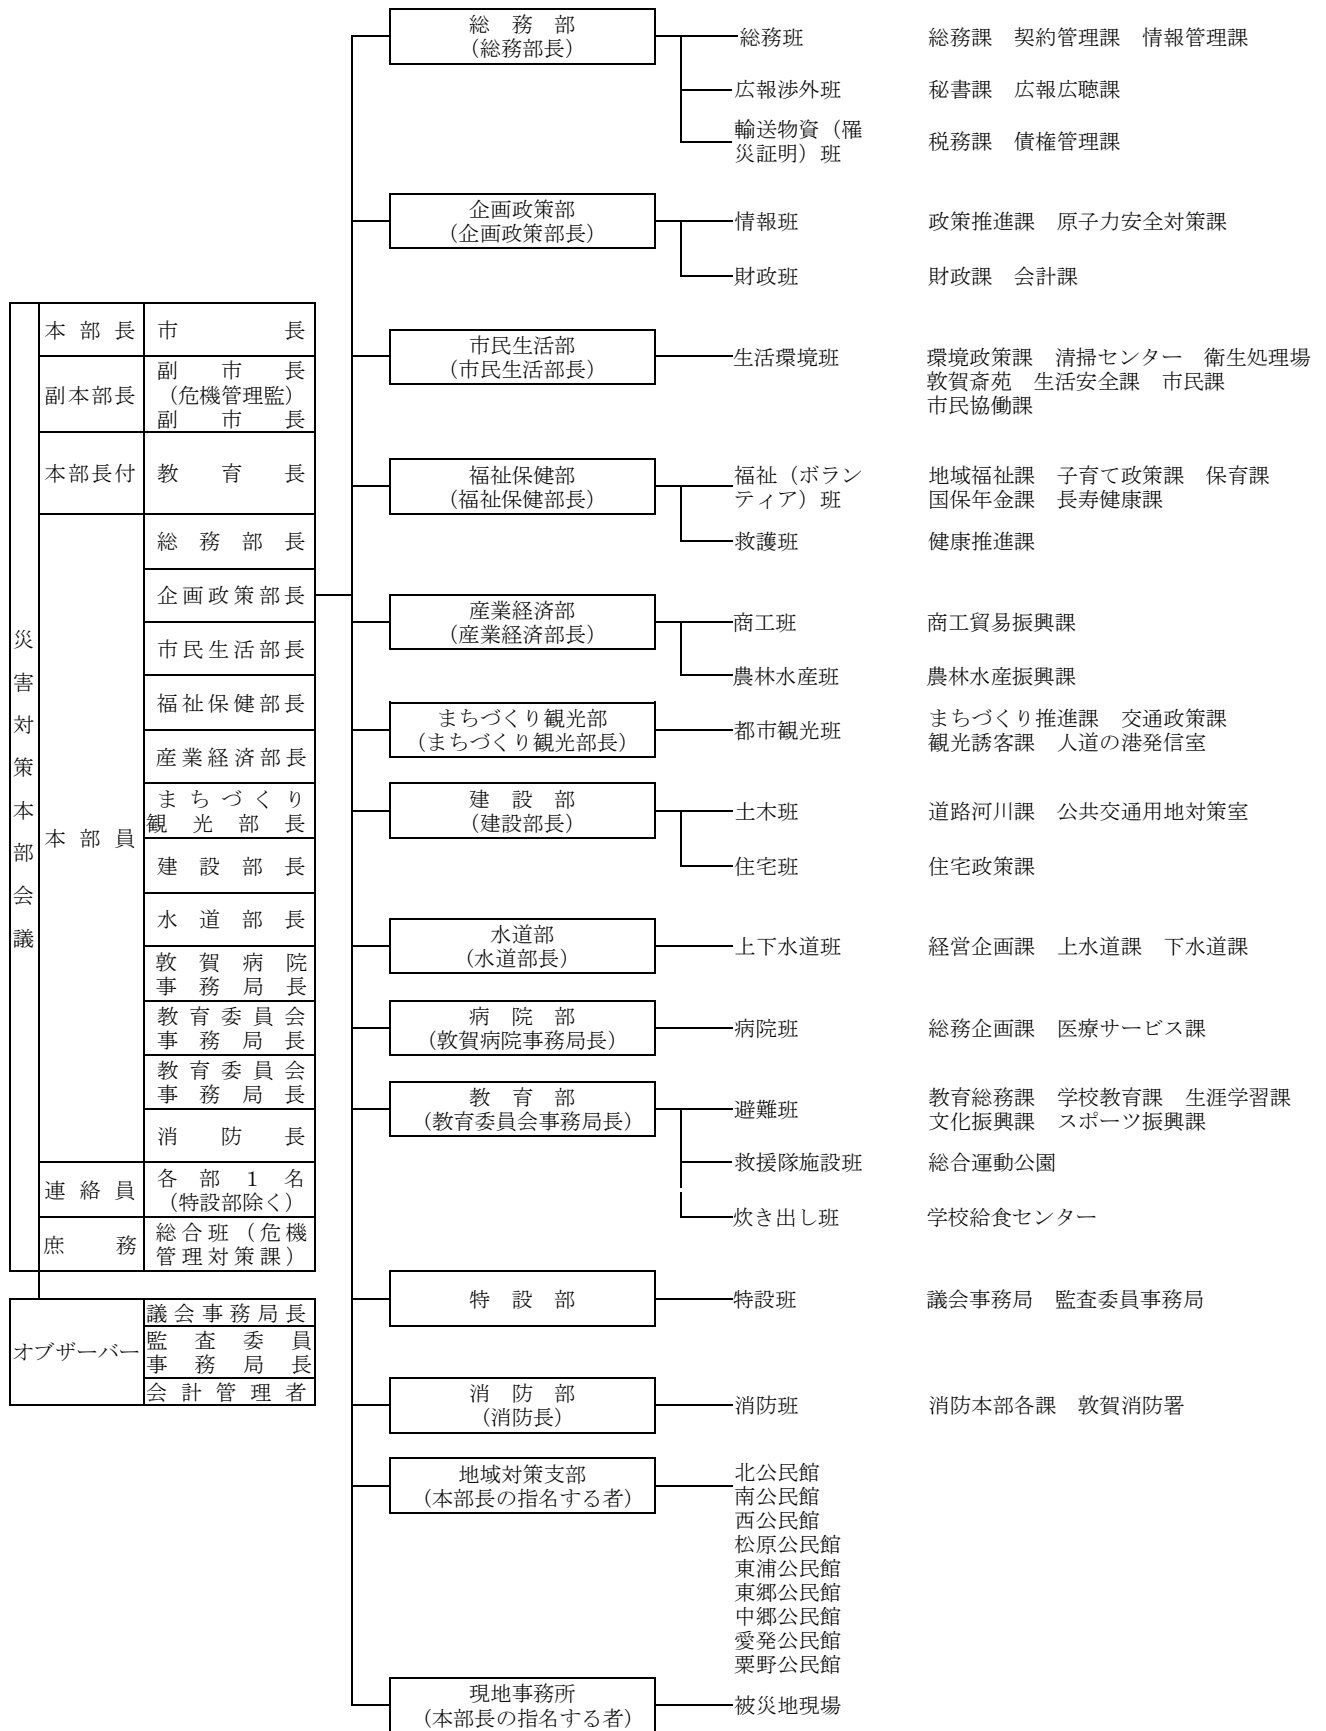 災害対策本部会議
本部長 市長
副本部長 副市長
（危機管理監）
副市長
本部長付 教育長
本部員 総務部長
企画政策部長
市民生活部長
福祉保健部長
産業経済部長
まちづくり
観光部長
建設部長
水道部長
敦賀病院
事務局長
教育委員会
事務局長
教育委員会
事務局長
消防長
連絡員 各部1名
（特設部除く）
庶務 総合班（危機
管理対策課）
オブザーバー
議会事務局長
監査委員
事務局長
会計管理者
総務部
（総務部長）
総務班 総務課 契約管理課 情報管理課
広報渉外班 秘書課 広報広聴課
輸送物資（罹
災証明）班
税務課 債権管理課
企画政策部
（企画政策部長）
情報班 政策推進課 原子力安全対策課
財政班 財政課 会計課
市民生活部
（市民生活部長）
生活環境班 環境政策課 清掃センター 衛生処理場
敦賀斎苑 生活安全課 市民課
市民協働課
福祉保健部
（福祉保健部長）
福祉（ボラン
ティア）班
地域福祉課 子育て政策課 保育課
国保年金課 長寿健康課
救護班 健康推進課
産業経済部
（産業経済部長）
商工班 商工貿易振興課
農林水産班 農林水産振興課
まちづくり観光部
（まちづくり観光部長）
都市観光班 まちづくり推進課 交通政策課
観光誘客課 人道の港発信室
建設部
（建設部長）
土木班 道路河川課 公共交通用地対策室
住宅班 住宅政策課
水道部
（水道部長）
上下水道班 経営企画課 上水道課 下水道課
病院部
（敦賀病院事務局長）
病院班 総務企画課 医療サービス課
教育部
（教育委員会事務局長）
避難班 教育総務課 学校教育課 生涯学習課
文化振興課 スポーツ振興課
救援隊施設班 総合運動公園
炊き出し班 学校給食センター
特設部
特設班 議会事務局 監査委員事務局
消防部
（消防長）
消防班 消防本部各課 敦賀消防署
地域対策支部
（本部長の指名する者）
北公民館
南公民館
西公民館
松原公民館
東浦公民館
東郷公民館
中郷公民館
愛発公民館
粟野公民館
現地事務所
（本部長の指名する者）
被災地現場